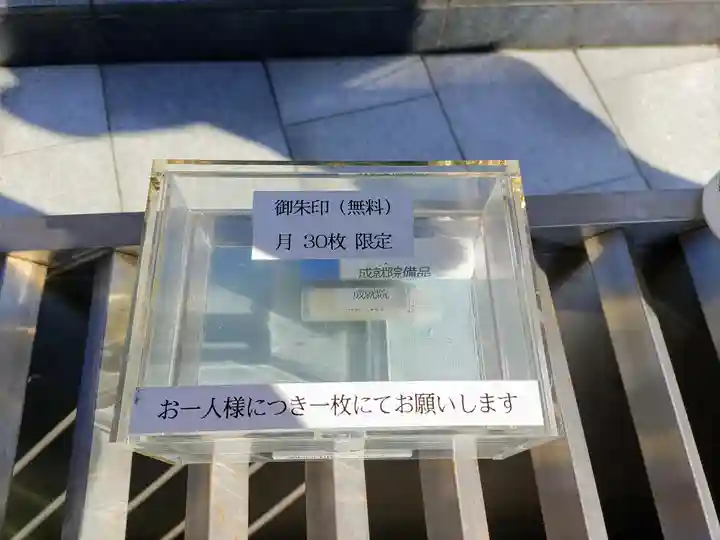 御朱印（無料）
月 30枚 限定
成就院備品
成就院
お一人様につき一枚にてお願いします